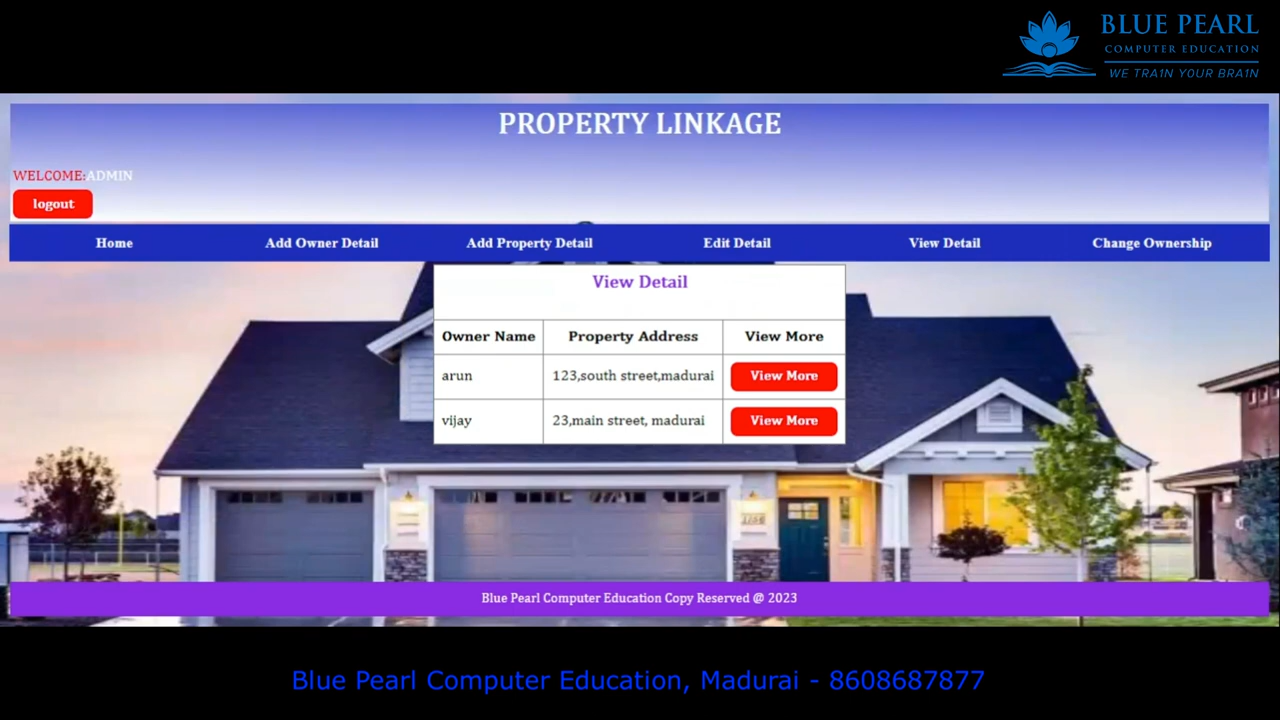 BLUE PEARL
COMPUTER EDUCATION
WE TRAIN YOUR BRAIN
PROPERTY LINKAGE
WELCOME:ADMIN
logout
Home Add Owner Detail Add Property Detail Edit Detail View Detail Change Ownership
View Detail
Owner Name Property Address View More
arun 123,south street,madurai View More
vijay 23,main street, madurai View More
Blue Pearl Computer Education Copy Reserved @ 2023
Blue Pearl Computer Education, Madurai - 8608687877